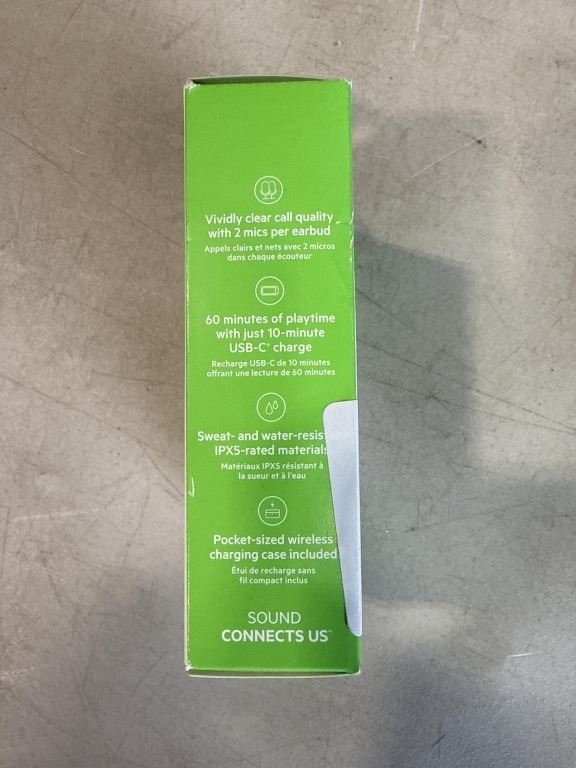 Vividly clear call quality
with 2 mics per earbud
Appels clairs et nets avec 2 micros
dans chaque écouteur
60 minutes of playtime
with just 10-minute
USB-C® charge
Recharge USB-C de 10 minutes
offrant une lecture de 60 minutes
Sweat- and water-resis
IPX5-rated materials
Matériaux IPX5 résistant à
la sueur et à l'eau
Pocket-sized wireless
charging case included
Étui de recharge sans
fil compact inclus
SOUND
CONNECTS US™